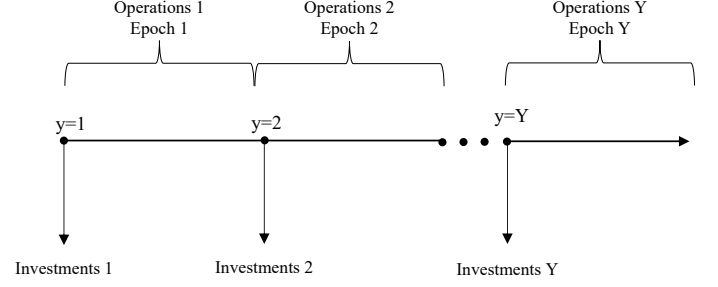 Operations 1
Epoch 1
Operations 2
Epoch 2
Operations Y
Epoch Y
y=1
y=2
y=Y
Investments 1
Investments 2
Investments Y